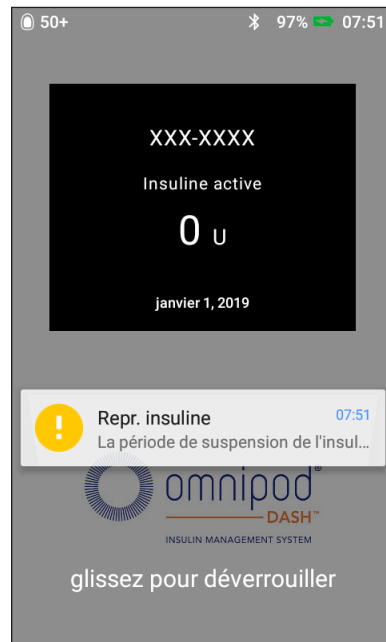 50+ 97% 07:51
XXX-XXXX
Insuline active
0 U
janvier 1, 2019
Repr. insuline 07:51
La période de suspension de l'insul...
omnipod®
DASH™
INSULIN MANAGEMENT SYSTEM
glissez pour déverrouiller